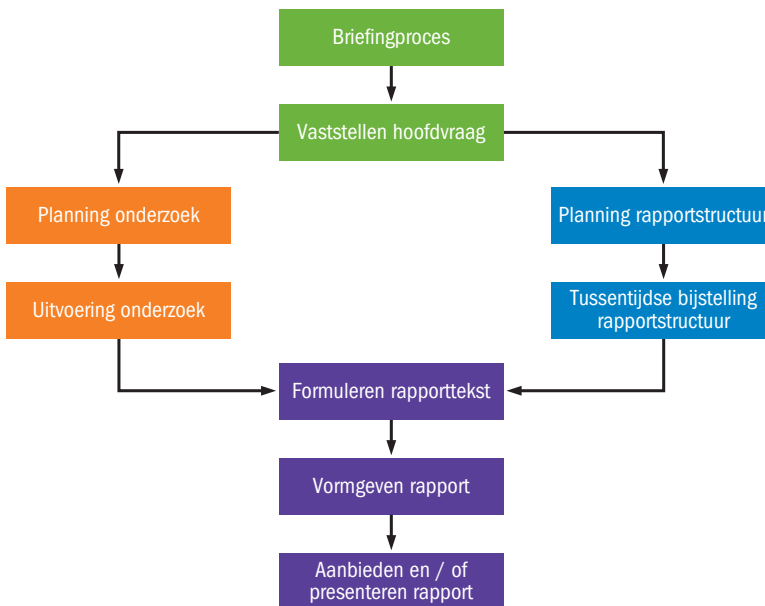 Briefingproces
Vaststellen hoofdvraag
Planning onderzoek
Planning rapportstructuur
Uitvoering onderzoek
Tussentijdse bijstelling
rapportstructuur
Formuleren rapporttekst
Vormgeven rapport
Aanbieden en / of
presenteren rapport